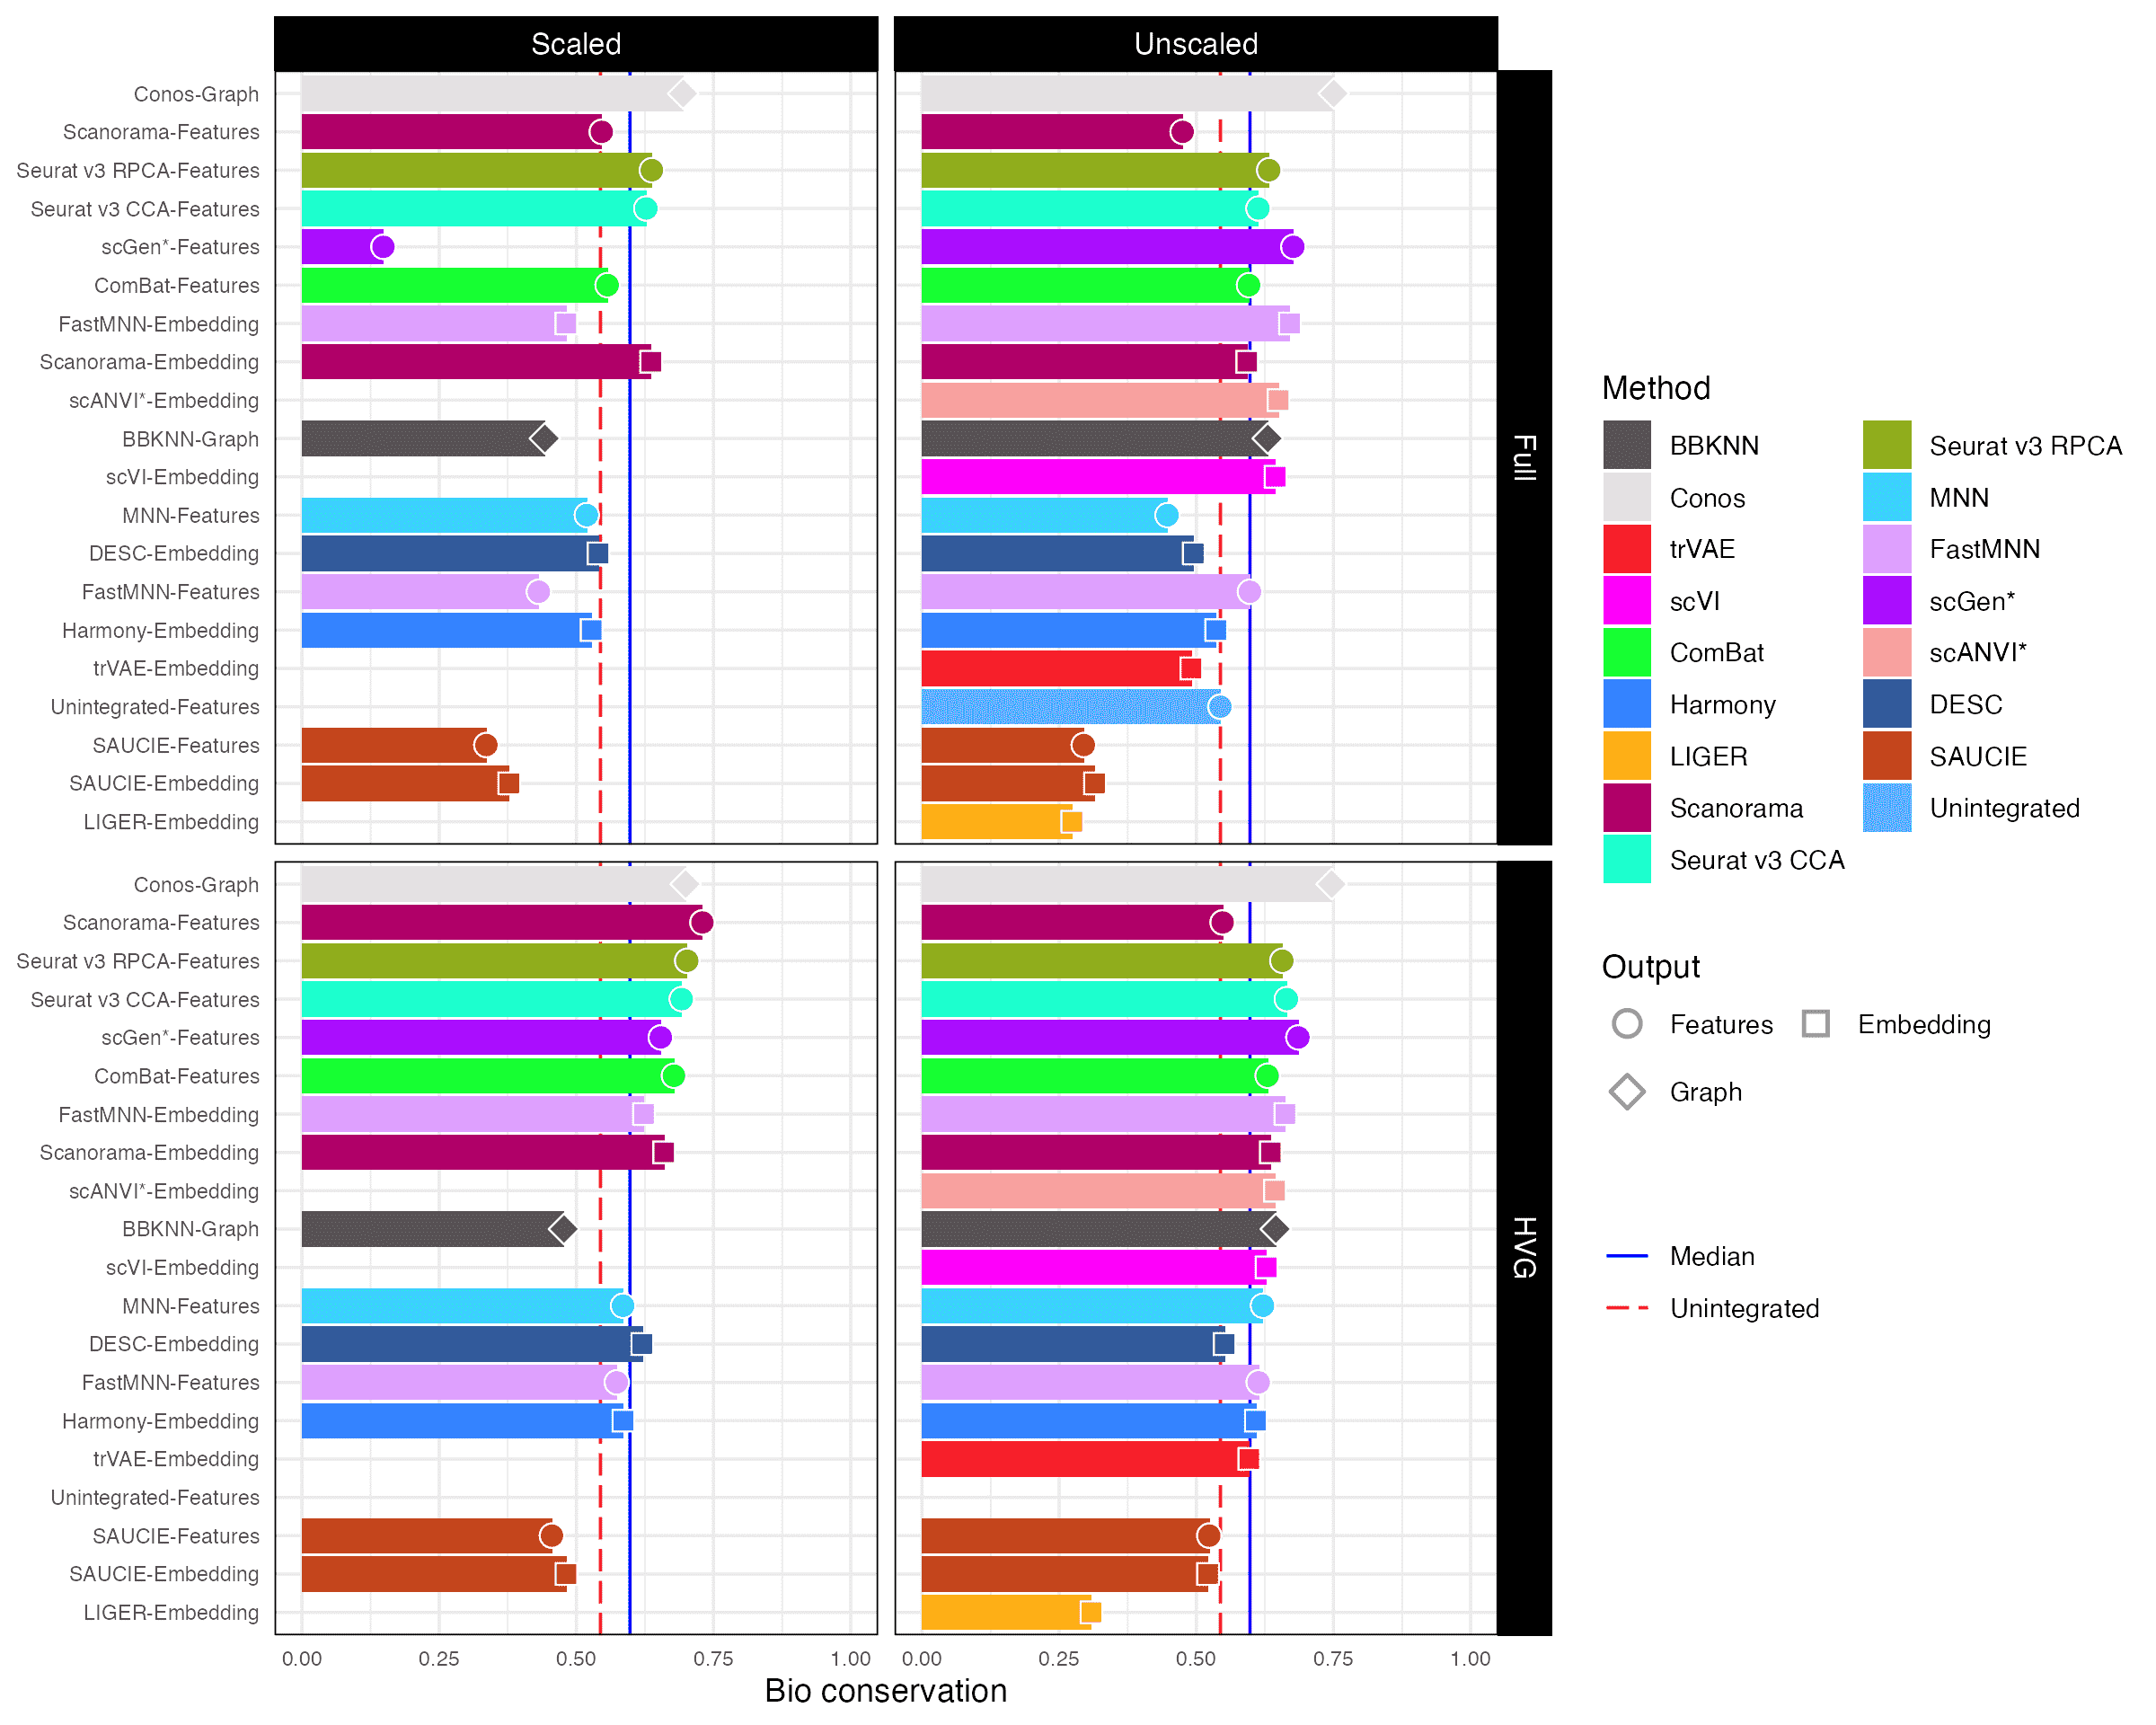 Scaled
Unscaled
Conos-Graph
Scanorama-Features
Seurat v3 RPCA-Features
Seurat v3 CCA-Features
scGen*-Features
ComBat-Features
FastMNN-Embedding
Scanorama-Embedding
scANVI*-Embedding
BBKNN-Graph
scVI-Embedding
MNN-Features
DESC-Embedding
FastMNN-Features
Harmony-Embedding
trVAE-Embedding
Unintegrated-Features
SAUCIE-Features
SAUCIE-Embedding
LIGER-Embedding
Full
Conos-Graph
Scanorama-Features
Seurat v3 RPCA-Features
Seurat v3 CCA-Features
scGen*-Features
ComBat-Features
FastMNN-Embedding
Scanorama-Embedding
scANVI*-Embedding
BBKNN-Graph
scVI-Embedding
MNN-Features
DESC-Embedding
FastMNN-Features
Harmony-Embedding
trVAE-Embedding
Unintegrated-Features
SAUCIE-Features
SAUCIE-Embedding
LIGER-Embedding
HVG
0.00 0.25 0.50 0.75 1.00
0.00 0.25 0.50 0.75 1.00
Bio conservation
Method
BBKNN
Conos
trVAE
scVI
ComBat
Harmony
LIGER
Scanorama
Seurat v3 CCA
Seurat v3 RPCA
MNN
FastMNN
scGen*
scANVI*
DESC
SAUCIE
Unintegrated
Output
Features
Embedding
Graph
Median
Unintegrated